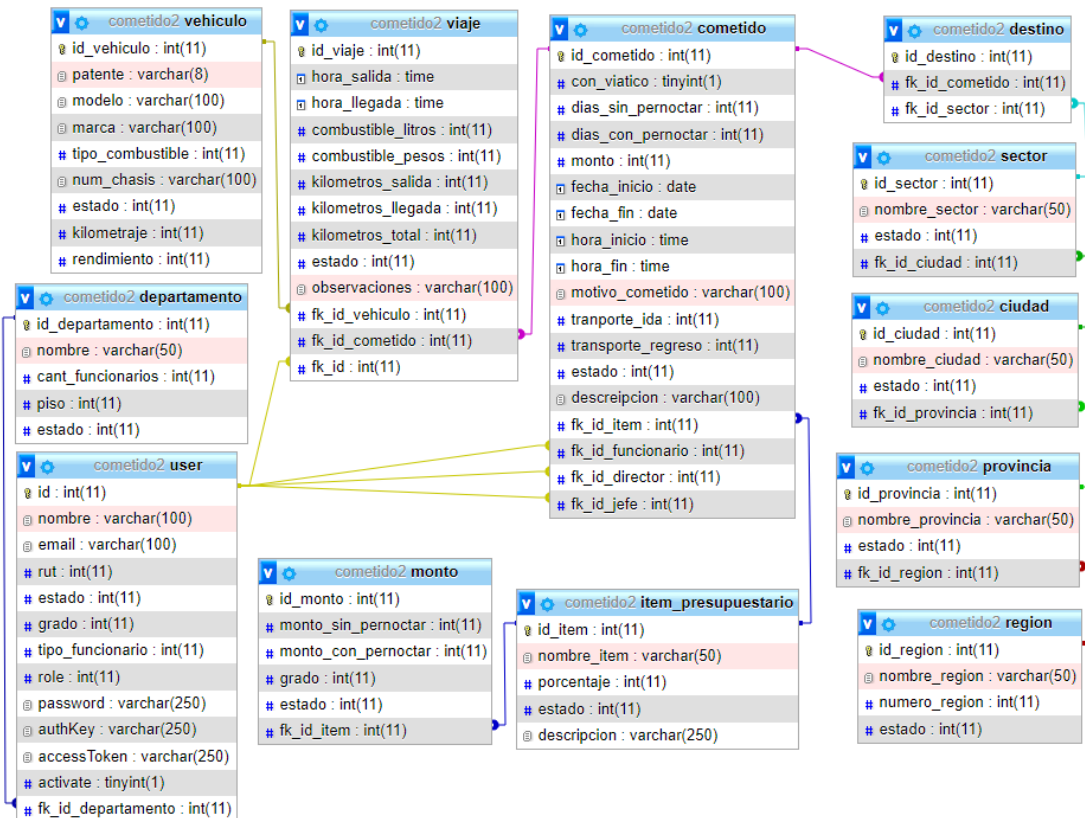 cometido2 vehiculo
id_vehiculo : int(11)
patente : varchar(8)
modelo : varchar(100)
marca : varchar(100)
# tipo_combustible : int(11)
num_chasis : varchar(100)
# estado : int(11)
# kilometraje : int(11)
# rendimiento : int(11)
cometido2 viaje
id_viaje : int(11)
hora_salida : time
hora_llegada : time
# combustible_litros : int(11)
# combustible_pesos : int(11)
# kilometros_salida : int(11)
# kilometros_llegada : int(11)
# kilometros_total : int(11)
# estado : int(11)
observaciones : varchar(100)
# fk_id_vehiculo : int(11)
# fk_id_cometido : int(11)
# fk_id : int(11)
cometido2 cometido
id_cometido : int(11)
# con_viatico : tinyint(1)
# dias_sin_pernoctar : int(11)
# dias_con_pernoctar : int(11)
# monto : int(11)
fecha_inicio : date
fecha_fin : date
hora_inicio : time
hora_fin : time
motivo_cometido : varchar(100)
# tranporte_ida : int(11)
# transporte_regreso : int(11)
# estado : int(11)
descreipcion : varchar(100)
# fk_id_item : int(11)
# fk_id_funcionario : int(11)
# fk_id_director : int(11)
# fk_id_jefe : int(11)
cometido2 destino
id_destino : int(11)
# fk_id_cometido : int(11)
# fk_id_sector : int(11)
cometido2 sector
id_sector : int(11)
nombre_sector : varchar(50)
# estado : int(11)
# fk_id_ciudad : int(11)
cometido2 ciudad
id_ciudad : int(11)
nombre_ciudad : varchar(50)
# estado : int(11)
# fk_id_provincia : int(11)
cometido2 provincia
id_provincia : int(11)
nombre_provincia : varchar(50)
# estado : int(11)
# fk_id_region : int(11)
cometido2 region
id_region : int(11)
nombre_region : varchar(50)
# numero_region : int(11)
# estado : int(11)
cometido2 departamento
id_departamento : int(11)
nombre : varchar(50)
# cant_funcionarios : int(11)
# piso : int(11)
# estado : int(11)
cometido2 user
id : int(11)
nombre : varchar(100)
email : varchar(100)
# rut : int(11)
# estado : int(11)
# grado : int(11)
# tipo_funcionario : int(11)
# role : int(11)
password : varchar(250)
authKey : varchar(250)
accessToken : varchar(250)
# activate : tinyint(1)
# fk_id_departamento : int(11)
cometido2 monto
id_monto : int(11)
# monto_sin_pernoctar : int(11)
# monto_con_pernoctar : int(11)
# grado : int(11)
# estado : int(11)
# fk_id_item : int(11)
cometido2 item_presupuestario
id_item : int(11)
nombre_item : varchar(50)
# porcentaje : int(11)
# estado : int(11)
descripcion : varchar(250)